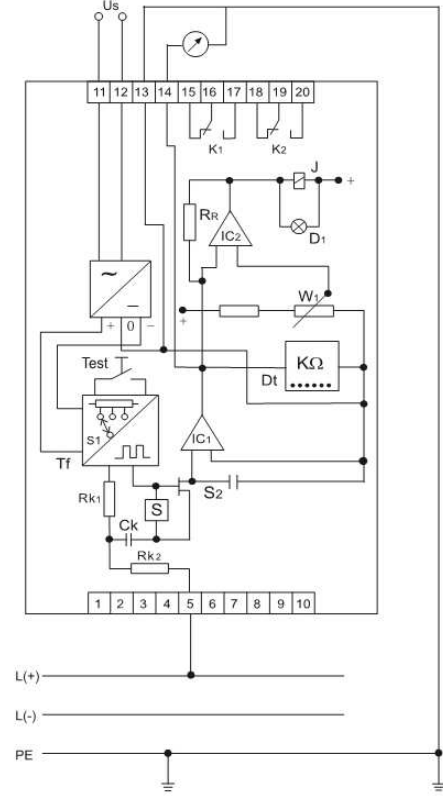 Us
11 12 13 14 15 16 17 18 19 20
K1 K2
J
+
RR
IC2
D1
~
W1
+
–
+ 0 –
Test
KΩ
Dt
S1
IC1
Tf
Rk1
S
S2
Ck
Rk2
1 2 3 4 5 6 7 8 9 10
L(+)
L(-)
PE